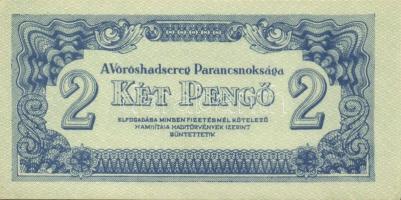 A Vöröshadsereg Parancsnoksága
2 KÉT PENGŐ 2
ELFOGADÁSA MINDEN FIZETÉSNÉL KÖTELEZŐ
HAMISÍTÁSA HADITÖRVÉNYEK SZERINT
BÜNTETTETIK